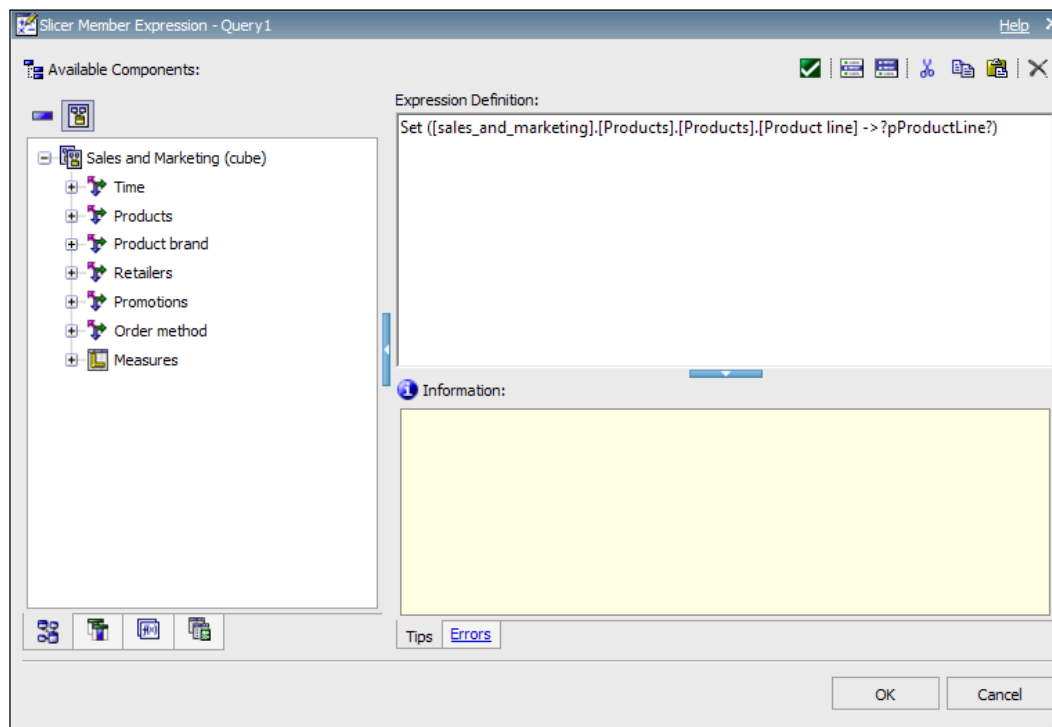 Slicer Member Expression - Query1
Help
Available Components:
Expression Definition:
Set ([sales_and_marketing].[Products].[Products].[Product line] ->?pProductLine?)
Sales and Marketing (cube)
Time
Products
Product brand
Retailers
Promotions
Order method
Measures
Information:
Tips
Errors
OK
Cancel